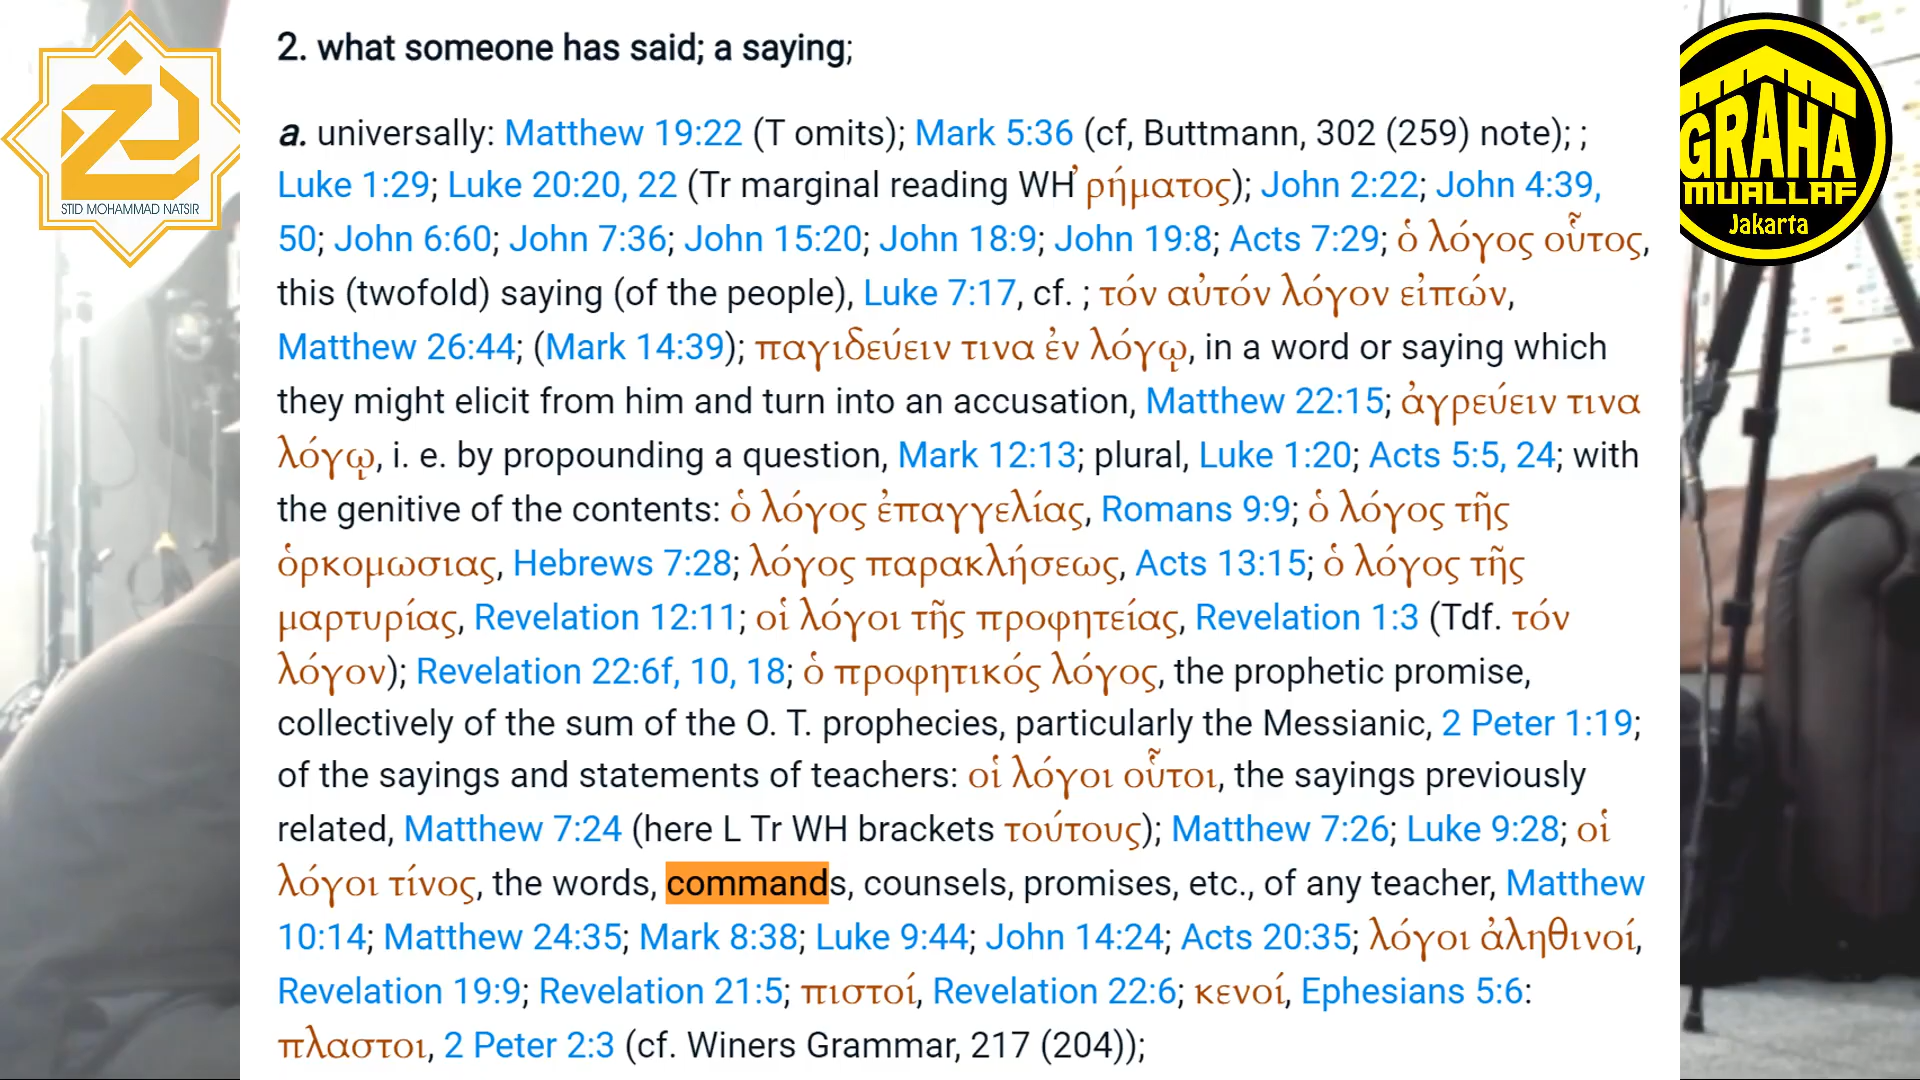 2. what someone has said; a saying;
a. universally: Matthew 19:22 (T omits); Mark 5:36 (cf, Buttmann, 302 (259) note); ;
Luke 1:29; Luke 20:20, 22 (Tr marginal reading WH ῥήματος); John 2:22; John 4:39,
50; John 6:60; John 7:36; John 15:20; John 18:9; John 19:8; Acts 7:29; ὁ λόγος οὗτος,
this (twofold) saying (of the people), Luke 7:17, cf. ; τόν αὐτόν λόγον εἰπών,
Matthew 26:44; (Mark 14:39); παγιδεύειν τινα ἐν λόγῳ, in a word or saying which
they might elicit from him and turn into an accusation, Matthew 22:15; ἀγρεύειν τινα
λόγῳ, i. e. by propounding a question, Mark 12:13; plural, Luke 1:20; Acts 5:5, 24; with
the genitive of the contents: ὁ λόγος ἐπαγγελίας, Romans 9:9; ὁ λόγος τῆς
ὁρκομωσιας, Hebrews 7:28; λόγος παρακλήσεως, Acts 13:15; ὁ λόγος τῆς
μαρτυρίας, Revelation 12:11; οἱ λόγοι τῆς προφητείας, Revelation 1:3 (Tdf. τόν
λόγον); Revelation 22:6f, 10, 18; ὁ προφητικός λόγος, the prophetic promise,
collectively of the sum of the O. T. prophecies, particularly the Messianic, 2 Peter 1:19;
of the sayings and statements of teachers: οἱ λόγοι οὗτοι, the sayings previously
related, Matthew 7:24 (here L Tr WH brackets τούτους); Matthew 7:26; Luke 9:28; οἱ
λόγοι τίνος, the words, commands, counsels, promises, etc., of any teacher, Matthew
10:14; Matthew 24:35; Mark 8:38; Luke 9:44; John 14:24; Acts 20:35; λόγοι ἀληθινοί,
Revelation 19:9; Revelation 21:5; πιστοί, Revelation 22:6; κενοί, Ephesians 5:6:
πλαστοι, 2 Peter 2:3 (cf. Winers Grammar, 217 (204));
STID MOHAMMAD NATSIR
GRAHA
MUALLAF
Jakarta